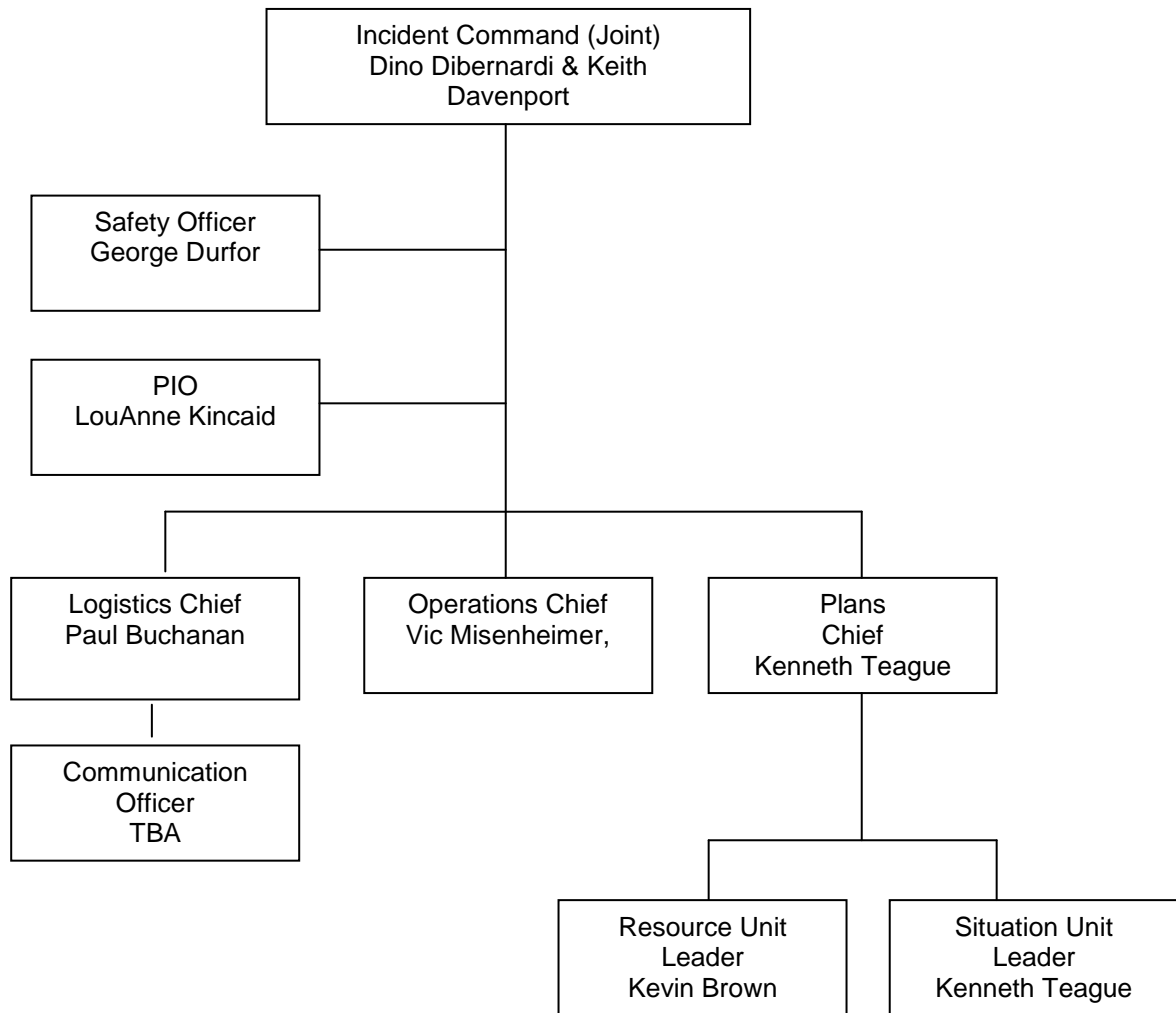 Incident Command (Joint)
Dino Dibernardi & Keith
Davenport
Safety Officer
George Durfor
PIO
LouAnne Kincaid
Logistics Chief
Paul Buchanan
Operations Chief
Vic Misenheimer,
Plans
Chief
Kenneth Teague
Communication
Officer
TBA
Resource Unit
Leader
Kevin Brown
Situation Unit
Leader
Kenneth Teague